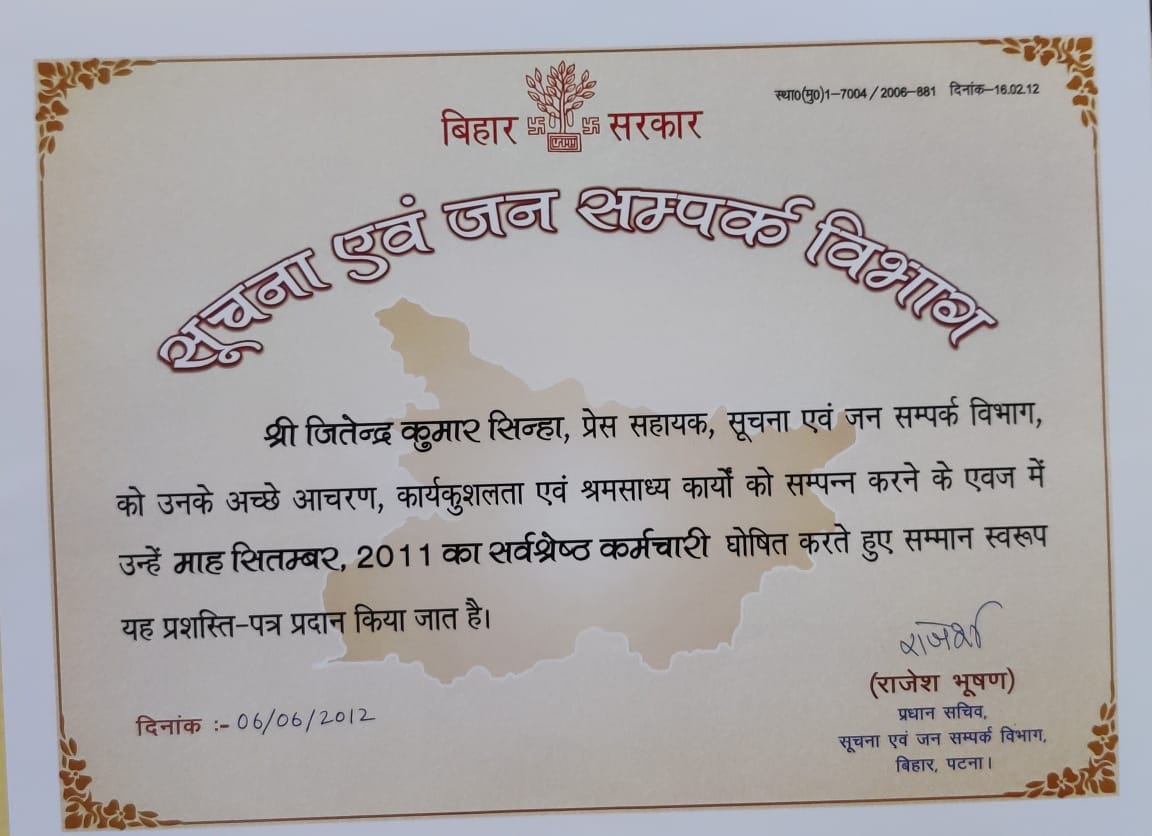 स्था0(मु0)1-7004/2006-881 दिनांक-16.02.12
बिहार सरकार
सूचना एवं जन सम्पर्क विभाग
श्री जितेन्द्र कुमार सिन्हा, प्रेस सहायक, सूचना एवं जन सम्पर्क विभाग,
को उनके अच्छे आचरण, कार्यकुशलता एवं श्रमसाध्य कार्यों को सम्पन्न करने के एवज में
उन्हें माह सितम्बर, 2011 का सर्वश्रेष्ठ कर्मचारी घोषित करते हुए सम्मान स्वरूप
यह प्रशस्ति-पत्र प्रदान किया जात है।
(राजेश भूषण)
प्रधान सचिव,
दिनांक :- 06/06/2012
सूचना एवं जन सम्पर्क विभाग,
बिहार, पटना।